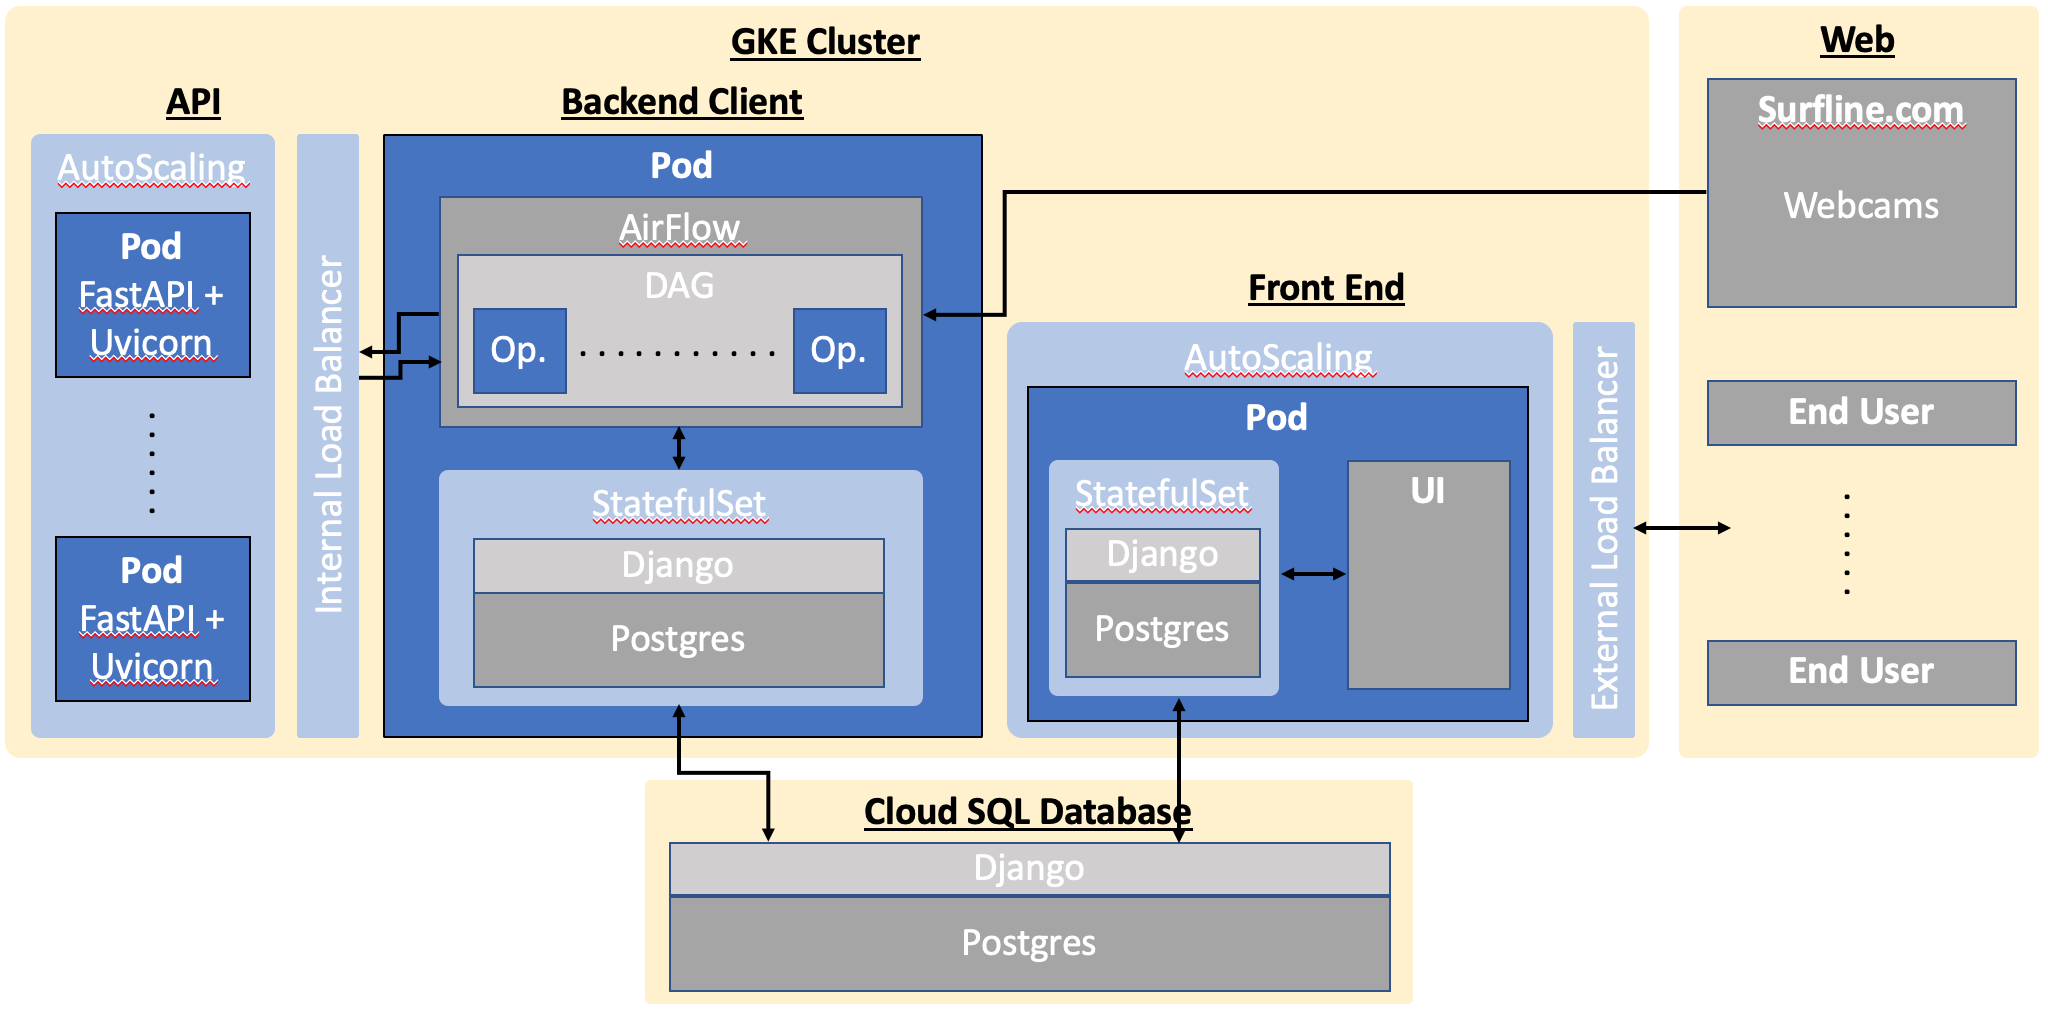 GKE Cluster
API
AutoScaling
Pod
FastAPI +
Uvicorn
Pod
FastAPI +
Uvicorn
Internal Load Balancer
Backend Client
Pod
AirFlow
DAG
Op.
Op.
StatefulSet
Django
Postgres
Front End
AutoScaling
Pod
StatefulSet
Django
Postgres
UI
External Load Balancer
Web
Surfline.com
Webcams
End User
End User
Cloud SQL Database
Django
Postgres